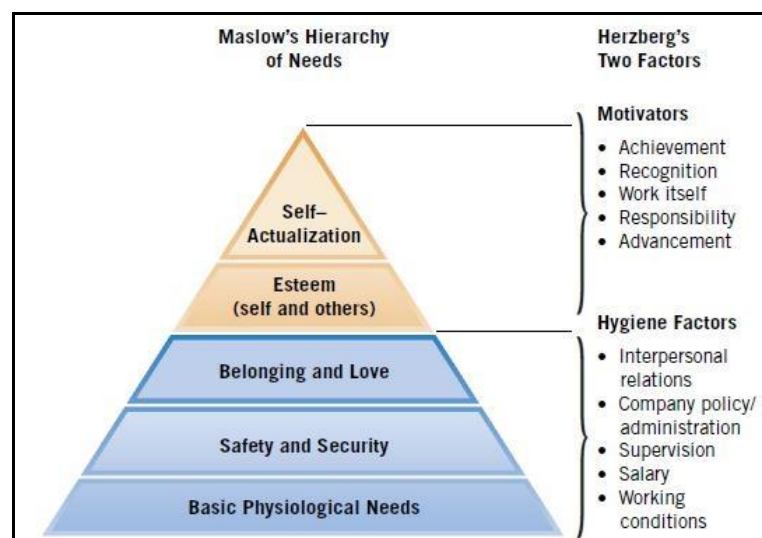 Maslow's Hierarchy
of Needs
Self–
Actualization
Esteem
(self and others)
Belonging and Love
Safety and Security
Basic Physiological Needs
Herzberg's
Two Factors
Motivators
• Achievement
• Recognition
• Work itself
• Responsibility
• Advancement
Hygiene Factors
• Interpersonal
relations
• Company policy/
administration
• Supervision
• Salary
• Working
conditions